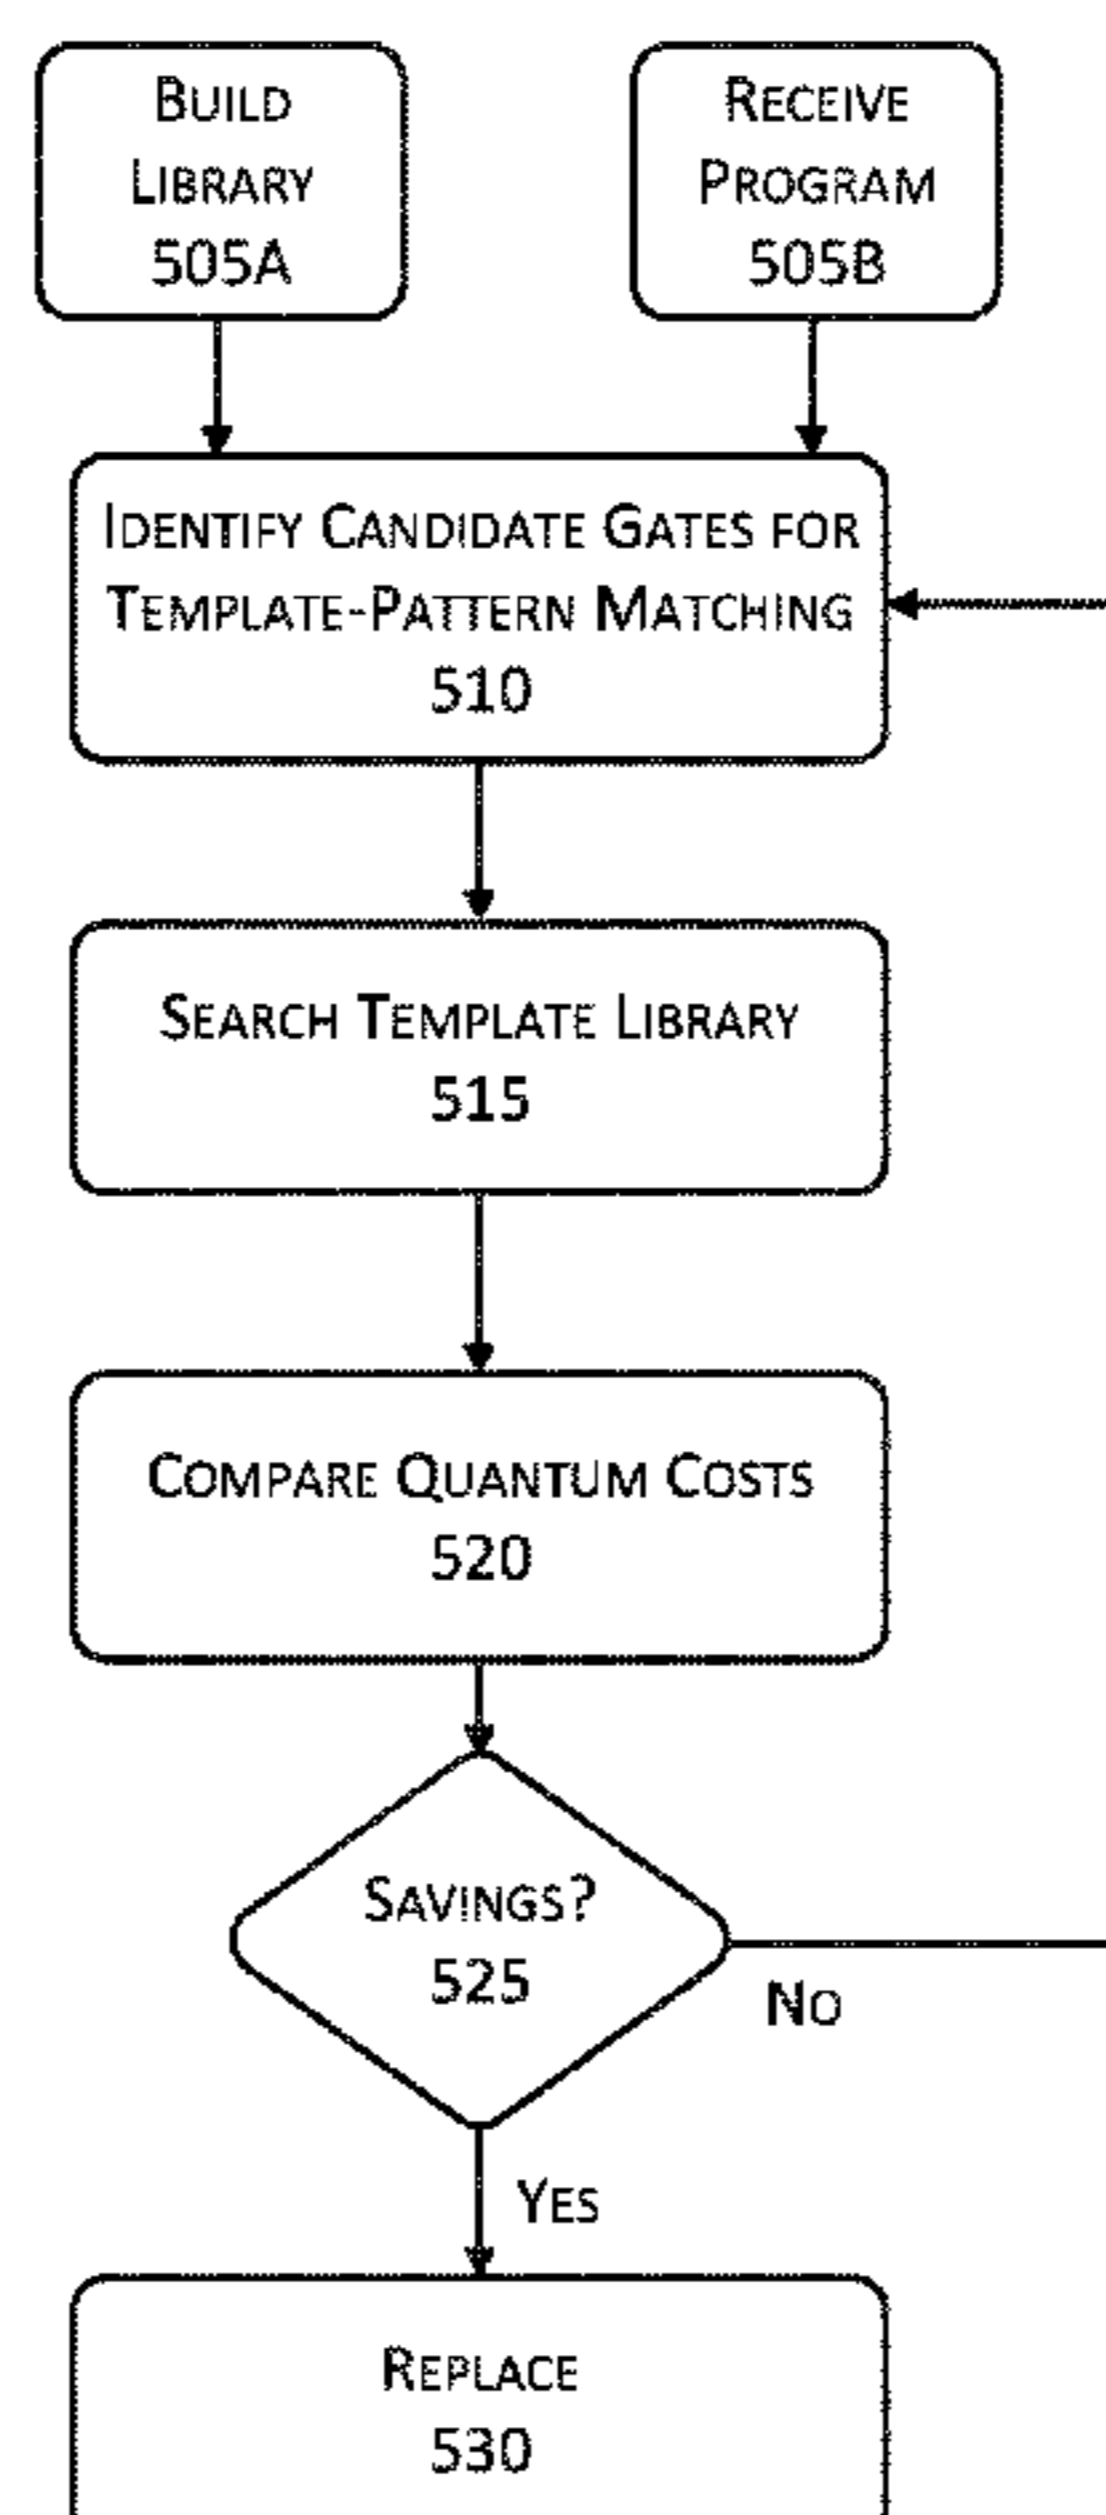 BUILD
LIBRARY
505A
RECEIVE
PROGRAM
505B
IDENTIFY CANDIDATE GATES FOR
TEMPLATE-PATTERN MATCHING
510
SEARCH TEMPLATE LIBRARY
515
COMPARE QUANTUM COSTS
520
SAVINGS?
525
NO
YES
REPLACE
530